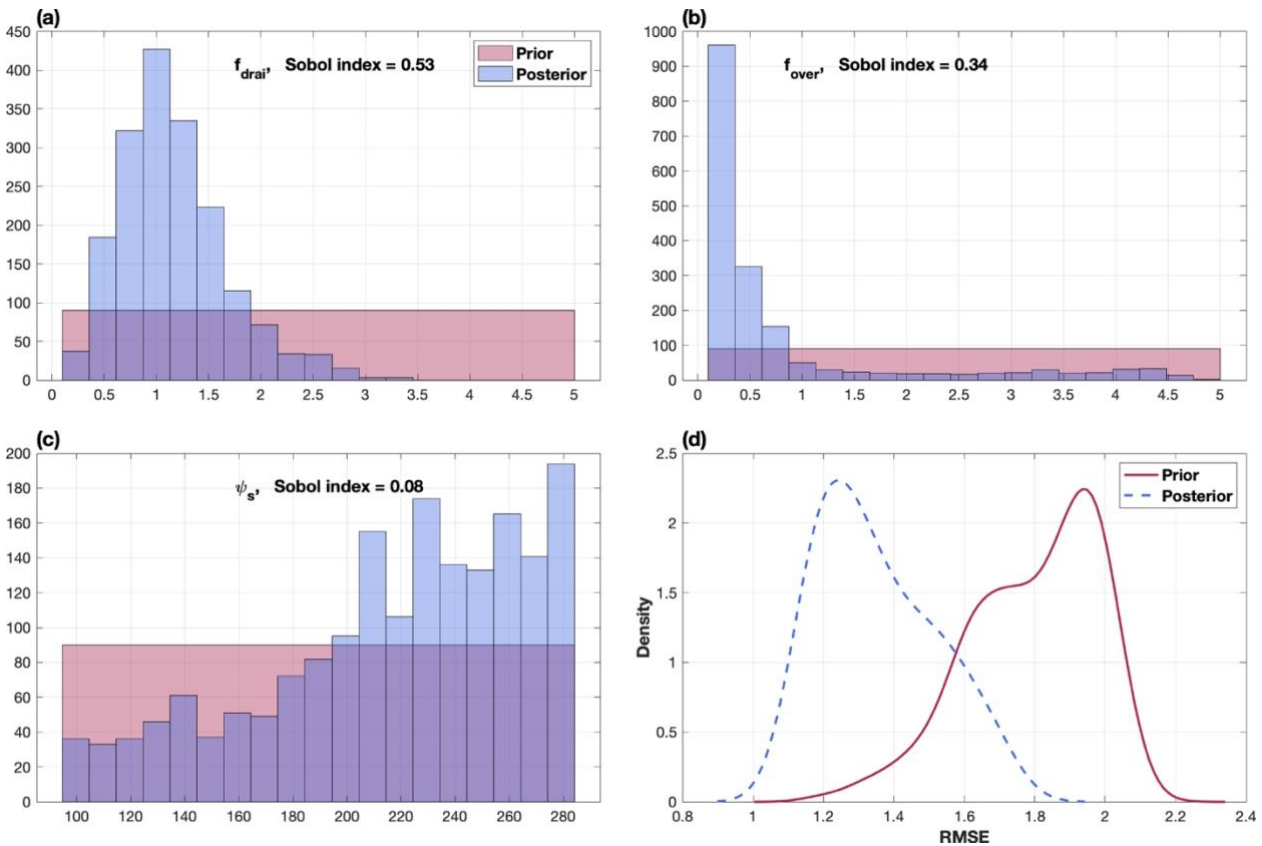 (a)
450
400
350
300
250
200
150
100
50
0
f_drai, Sobol index = 0.53
Prior
Posterior
0 0.5 1 1.5 2 2.5 3 3.5 4 4.5 5
(b)
1000
900
800
700
600
500
400
300
200
100
0
f_over, Sobol index = 0.34
0 0.5 1 1.5 2 2.5 3 3.5 4 4.5 5
(c)
200
180
160
140
120
100
80
60
40
20
0
ψ_s, Sobol index = 0.08
100 120 140 160 180 200 220 240 260 280
(d)
2.5
2
1.5
1
0.5
0
Density
Prior
Posterior
0.8 1 1.2 1.4 1.6 1.8 2 2.2 2.4
RMSE